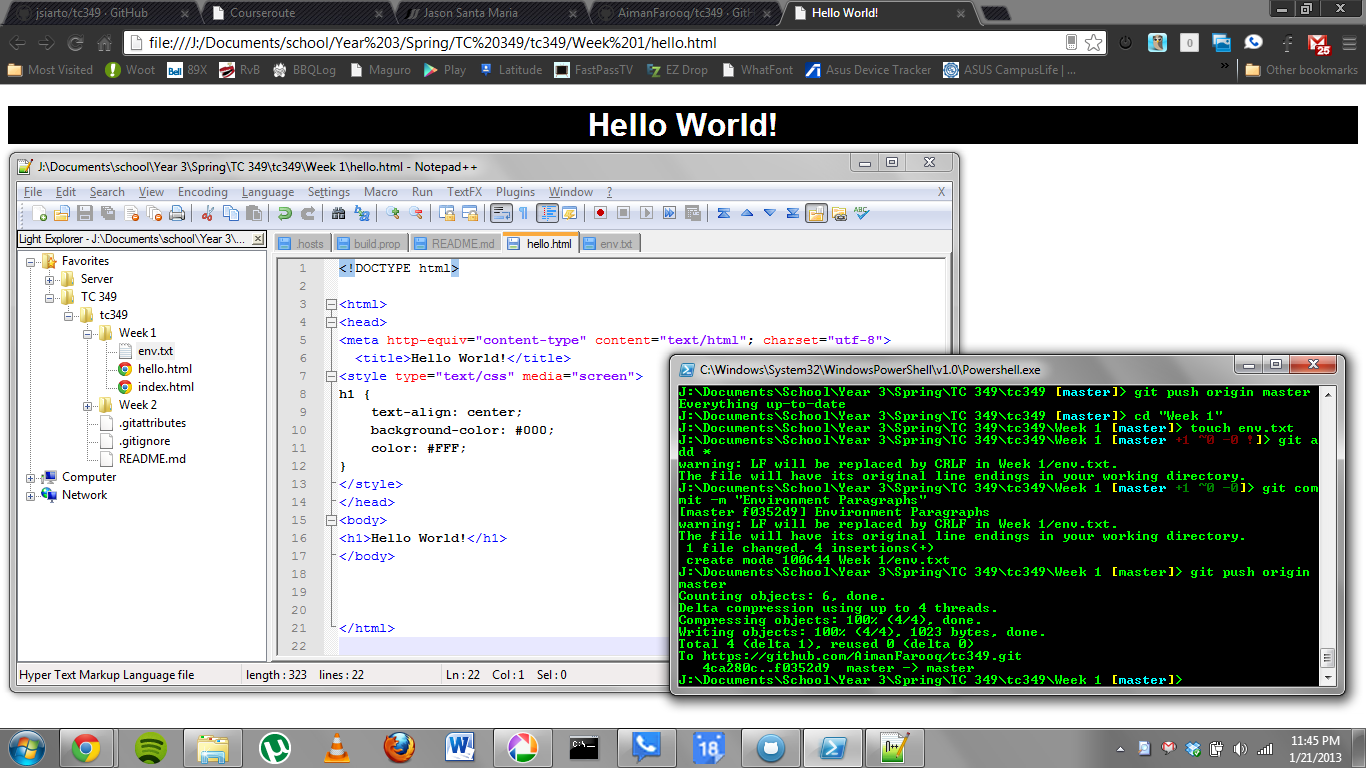 jsiarto/tc349 · GitHub
Courseroute
Jason Santa Maria
AimanFarooq/tc349 · GitH
Hello World!
file:///J:/Documents/school/Year%203/Spring/TC%20349/tc349/Week%201/hello.html
0
25
Most Visited
Woot
Bell
89X
RvB
BBQLog
Maguro
Play
Latitude
FastPassTV
EZ Drop
WhatFont
Asus Device Tracker
ASUS CampusLife | ...
»
Other bookmarks
Hello World!
J:\Documents\school\Year 3\Spring\TC 349\tc349\Week 1\hello.html - Notepad++
File Edit Search View Encoding Language Settings Macro Run TextFX Plugins Window ? X
Light Explorer - J:\Documents\school\Year 3\...
Favorites
Server
TC 349
tc349
Week 1
env.txt
hello.html
index.html
Week 2
.gitattributes
.gitignore
README.md
Computer
Network
.hosts
build.prop
README.md
hello.html
env.txt
1 <!DOCTYPE html>
2
3 <html>
4 <head>
5 <meta http-equiv="content-type" content="text/html"; charset="utf-8">
6 <title>Hello World!</title>
7 <style type="text/css" media="screen">
8 h1 {
9 text-align: center;
10 background-color: #000;
11 color: #FFF;
12 }
13 </style>
14 </head>
15 <body>
16 <h1>Hello World!</h1>
17 </body>
18
19
20
21 </html>
22
Hyper Text Markup Language file
length : 323 lines : 22
Ln : 22 Col : 1 Sel : 0
C:\Windows\System32\WindowsPowerShell\v1.0\Powershell.exe
J:\Documents\School\Year 3\Spring\TC 349\tc349 [master]> git push origin master
Everything up-to-date
J:\Documents\School\Year 3\Spring\TC 349\tc349 [master]> cd "Week 1"
J:\Documents\School\Year 3\Spring\TC 349\tc349\Week 1 [master]> touch env.txt
J:\Documents\School\Year 3\Spring\TC 349\tc349\Week 1 [master +1 ~0 -0 !]> git a
dd *
warning: LF will be replaced by CRLF in Week 1/env.txt.
The file will have its original line endings in your working directory.
J:\Documents\School\Year 3\Spring\TC 349\tc349\Week 1 [master +1 ~0 -0]> git com
mit -m "Environment Paragraphs"
[master f0352d9] Environment Paragraphs
warning: LF will be replaced by CRLF in Week 1/env.txt.
The file will have its original line endings in your working directory.
1 file changed, 4 insertions(+)
create mode 100644 Week 1/env.txt
J:\Documents\School\Year 3\Spring\TC 349\tc349\Week 1 [master]> git push origin
master
Counting objects: 6, done.
Delta compression using up to 4 threads.
Compressing objects: 100% (4/4), done.
Writing objects: 100% (4/4), 1023 bytes, done.
Total 4 (delta 1), reused 0 (delta 0)
To https://github.com/AimanFarooq/tc349.git
4ca280c..f0352d9 master -> master
J:\Documents\School\Year 3\Spring\TC 349\tc349\Week 1 [master]>
18
11:45 PM
1/21/2013